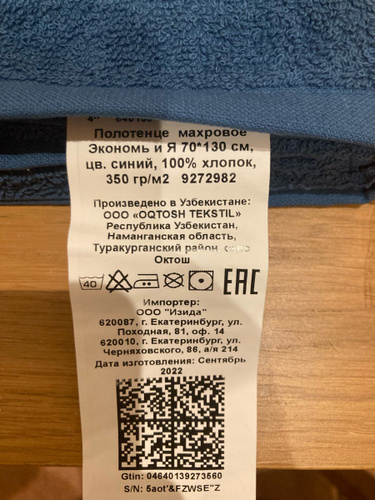 Полотенце махровое
Экономь и Я 70*130 см,
цв. синий, 100% хлопок,
350 гр/м2 9272982
Произведено в Узбекистане:
ООО «OQTOSH TEKSTIL»
Республика Узбекистан,
Наманганская область,
Туракурганский район,
Октош
40
EAC
Импортер:
ООО "Изида"
620087, г. Екатеринбург, ул.
Походная, 81, оф. 14
620010, г. Екатеринбург, ул.
Черняховского, 86, а/я 214
Дата изготовления: Сентябрь
2022
Gtin: 04640139273560
S/N: 5aot'&FZWSE"Z